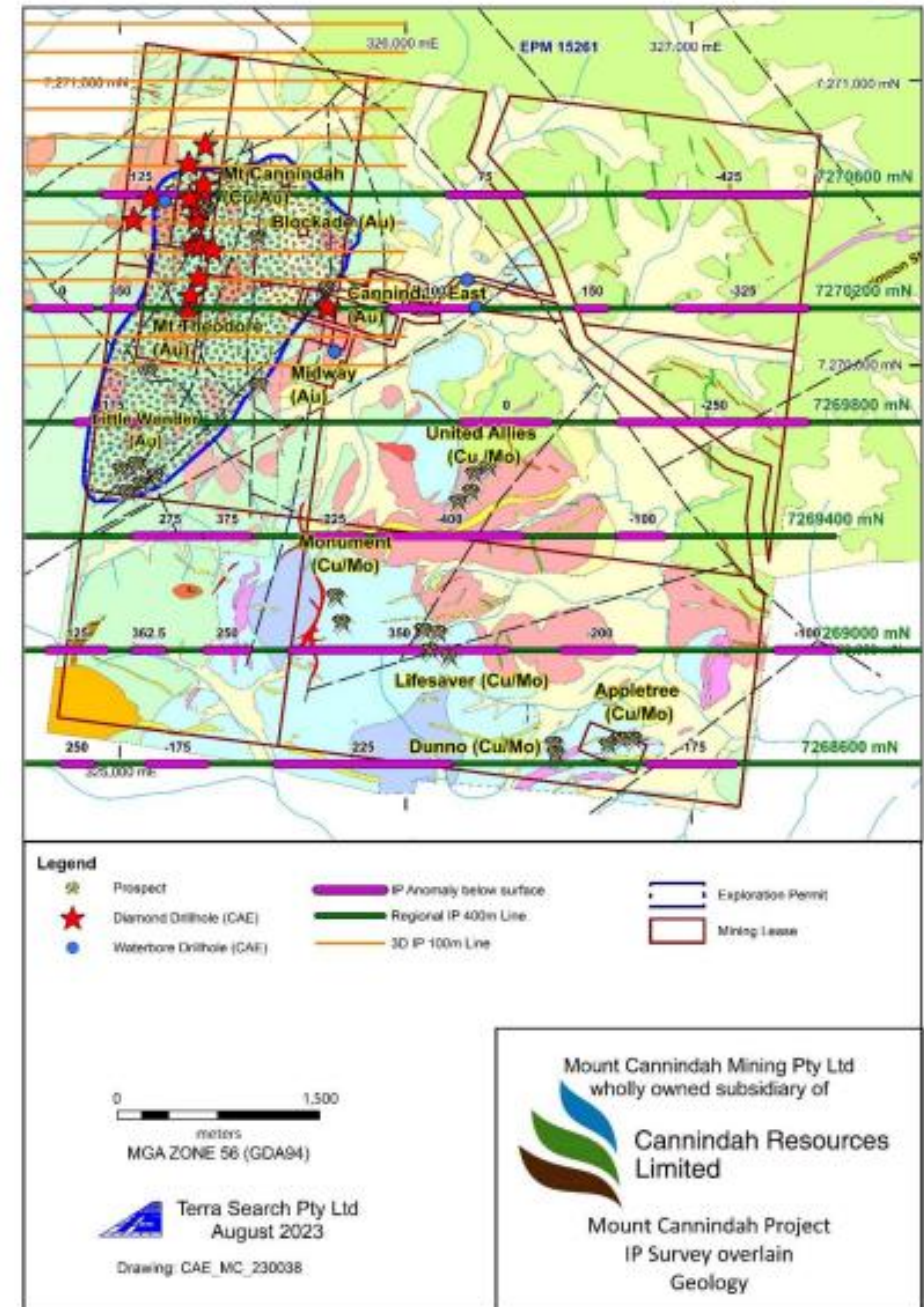 326,000 mE
EPM 15261
327,000 mE
7,271,000 mN
7,271,000 mN
Mt Cannindah
(Cu/Au)
-125
75
-425
7270600 mN
Blockade (Au)
0
350
Cannindah East
(Au)
100
150
-325
7270200 mN
Mt Theodore
(Au)
Midway
(Au)
7,270,000 mN
Little Wonder
(Au)
0
-250
7269800 mN
United Allies
(Cu/Mo)
275
375
-225
-400
-100
7269400 mN
Monument
(Cu/Mo)
125
362.5
250
350
-200
-100
7269000 mN
Lifesaver (Cu/Mo)
Appletree
(Cu/Mo)
Dunno (Cu/Mo)
250
-175
225
-175
7268600 mN
325,000 mE
Legend
Prospect
Diamond Drillhole (CAE)
Waterbore Drillhole (CAE)
IP Anomaly below surface
Regional IP 400m Line
3D IP 100m Line
Exploration Permit
Mining Lease
0 1,500
meters
MGA ZONE 56 (GDA94)
Terra Search Pty Ltd
August 2023
Drawing: CAE_MC_230038
Mount Cannindah Mining Pty Ltd
wholly owned subsidiary of
Cannindah Resources
Limited
Mount Cannindah Project
IP Survey overlain
Geology